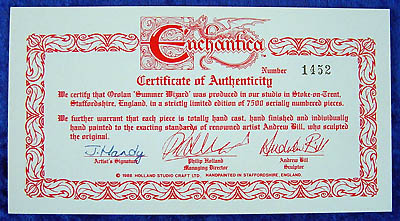 Enchantica
Number 1452
Certificate of Authenticity
We certify that Orolan 'Summer Wizard' was produced in our studio in Stoke-on-Trent,
Staffordshire, England, in a strictly limited edition of 7500 serially numbered pieces.
We further warrant that each piece is totally hand cast, hand finished and individually
hand painted to the exacting standards of renowned artist Andrew Bill, who sculpted
the original.
J. Handy
Andrew Bill
Artist's Signature Philip Holland Andrew Bill
Managing Director Sculptor
© 1988 HOLLAND STUDIO CRAFT LTD. HANDPAINTED IN STAFFORDSHIRE, ENGLAND.